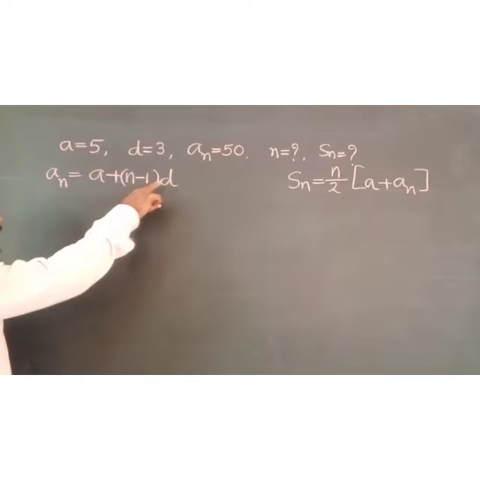 a=5, d=3, aₙ=50. n=?, Sₙ=?
aₙ= a+(n-1)d
Sₙ=n/2[a+aₙ]